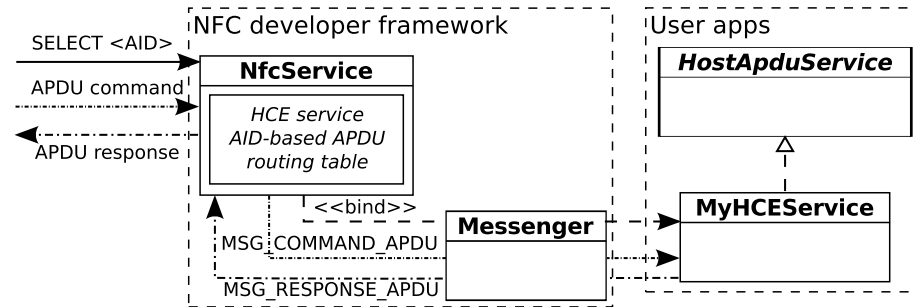 NFC developer framework
User apps
SELECT <AID>
NfcService
HostApduService
APDU command
HCE service
AID-based APDU
routing table
APDU response
<<bind>>
MyHCEService
Messenger
MSG_COMMAND_APDU
MSG_RESPONSE_APDU